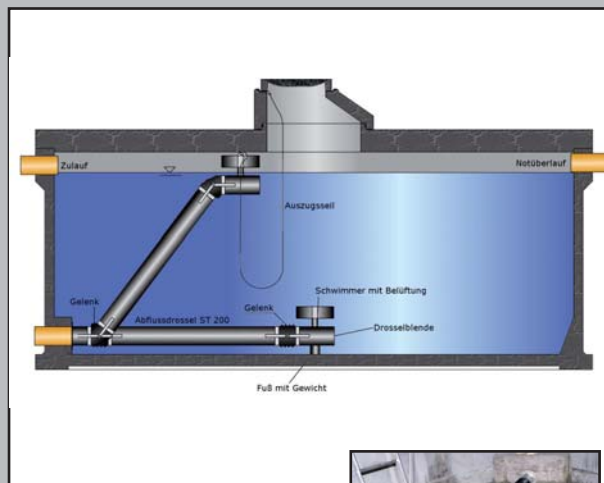 Zulauf
Notüberlauf
Auszugsseil
Schwimmer mit Belüftung
Gelenk
Gelenk
Abflussdrossel ST 200
Drosselblende
Fuß mit Gewicht